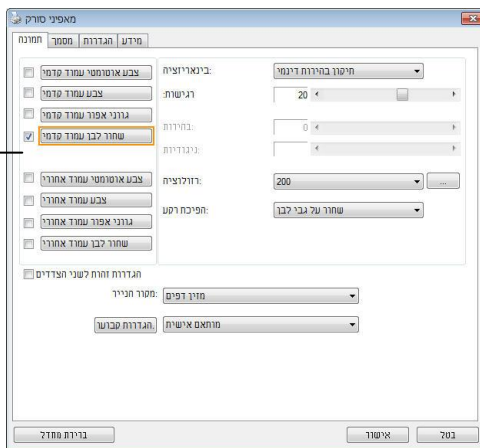 מאפיני סורק
תמונה מסמך הגדרות מידע
צבע אוטומטי עמוד קדמי
צבע עמוד קדמי
גווני אפור עמוד קדמי
שחור לבן עמוד קדמי
צבע אוטומטי עמוד אחורי
צבע עמוד אחורי
גווני אפור עמוד אחורי
שחור לבן עמוד אחורי
בינאריזציה: תיקון בהירות דינמי
רגישות: 20
בהירות: 0
ניגודיות:
רזולוציה: 200 ...
הפיכת רקע: שחור על גבי לבן
הגדרות זהות לשני הצדדים
מקור הנייר: מזין דפים
הגדרות קבוער. מותאם אישית
ברירת מחדל אישור בטל